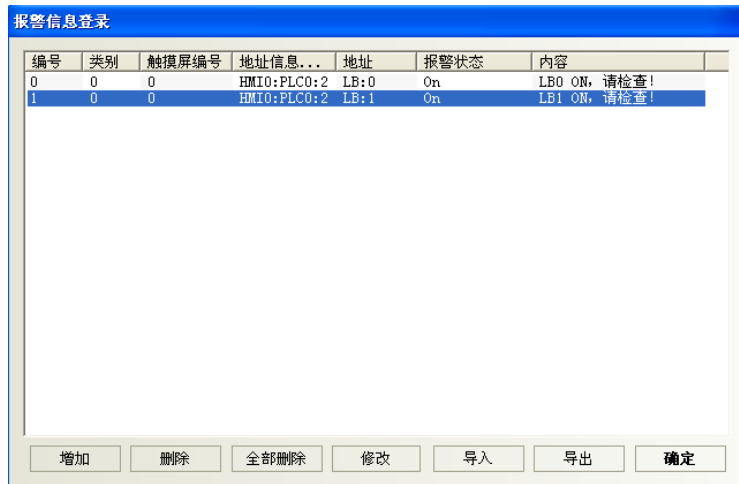 报警信息登录
编号 类别 触摸屏编号 地址信息... 地址 报警状态 内容
0 0 0 HMI0:PLC0:2 LB:0 On LB0 ON，请检查!
1 0 0 HMI0:PLC0:2 LB:1 On LB1 ON，请检查!
增加 删除 全部删除 修改 导入 导出 确定